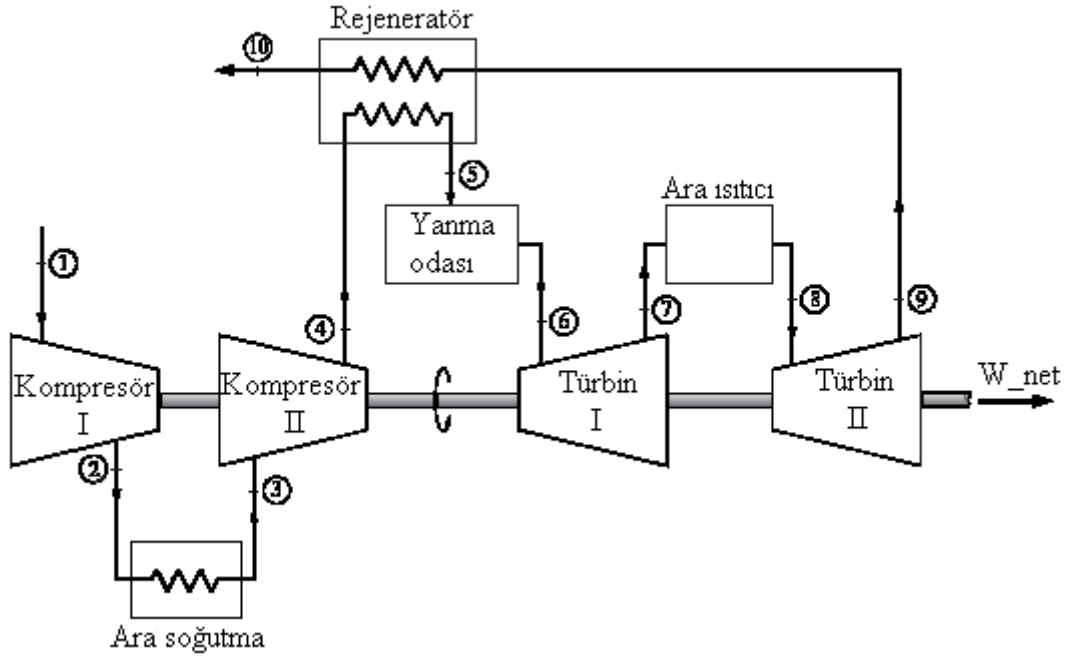 Rejeneratör
10
5
Ara ısıtıcı
Yanma
odası
1
4
6
7
8
9
Kompresör
I
Kompresör
II
Türbin
I
Türbin
II
W_net
2
3
Ara soğutma